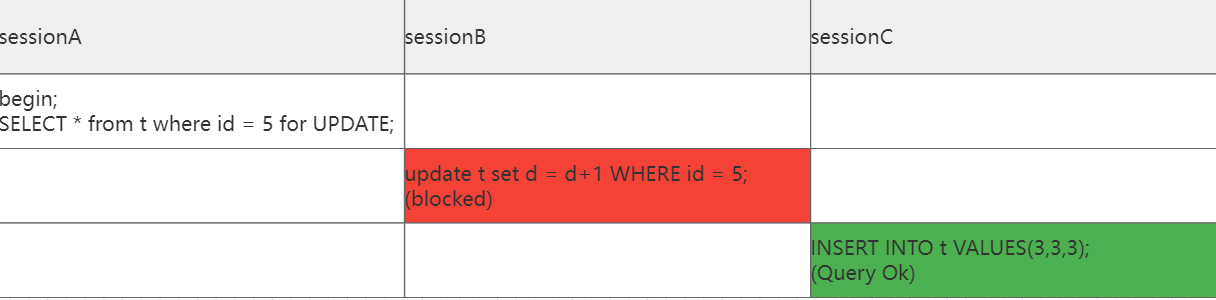 sessionA
sessionB
sessionC
begin;
SELECT * from t where id = 5 for UPDATE;
update t set d = d+1 WHERE id = 5;
(blocked)
INSERT INTO t VALUES(3,3,3);
(Query Ok)